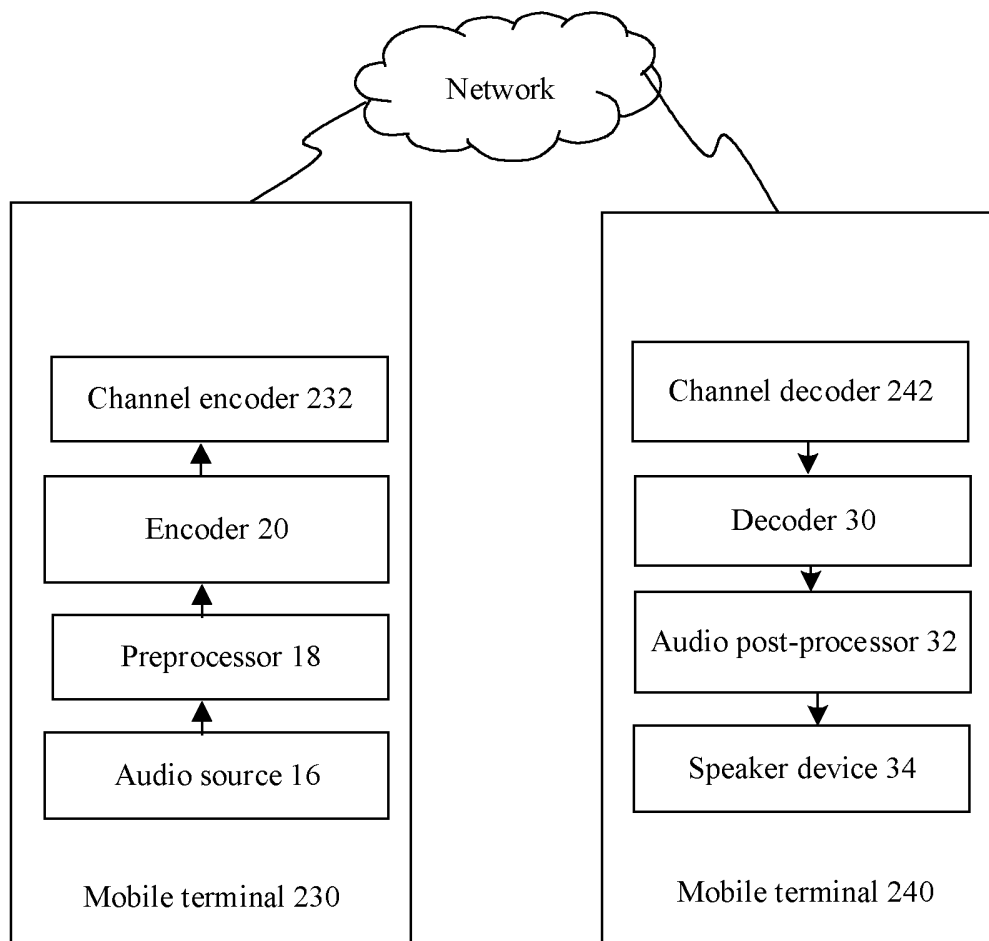 Network
Channel encoder 232
Encoder 20
Preprocessor 18
Audio source 16
Mobile terminal 230
Channel decoder 242
Decoder 30
Audio post-processor 32
Speaker device 34
Mobile terminal 240